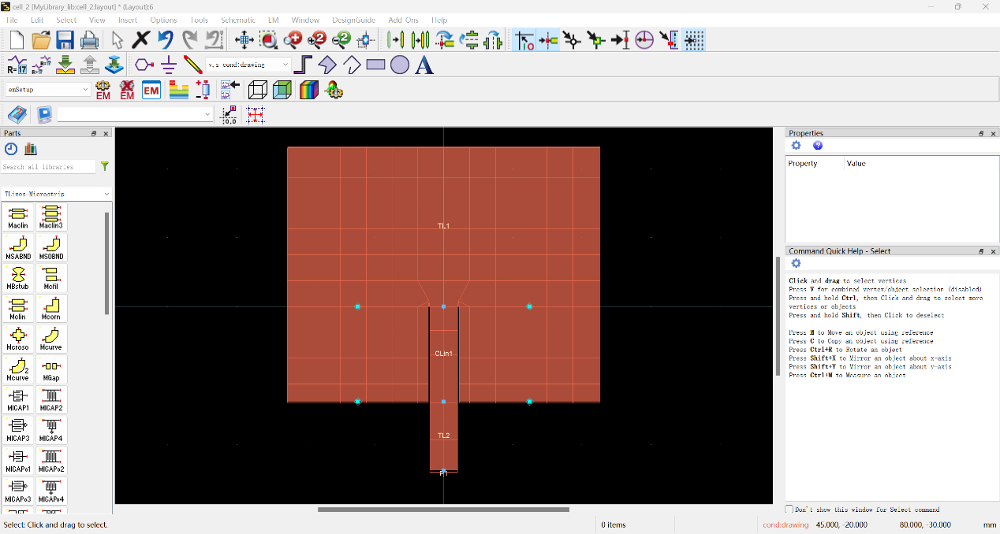 cell_2 [MyLibrary_lib:cell_2:layout] * (Layout):6
File Edit Select View Insert Options Tools Schematic EM Window DesignGuide Add-Ons Help
v,s cond:drawing
R=17
emSetup
EM EM EM
0,0
Parts
Search all libraries
TLines-Microstrip
Maclin Maclin3
MSABND MSOBND
MBstub Mcfil
Mclin Mcorn
Mcroso Mcurve
Mcurve MGap
MICAP1 MICAP2
MICAP3 MICAP4
MICAPo1 MICAPo2
MICAPo3 MICAPo4
TL1
CLin1
TL2
P1
Properties
Property Value
Command Quick Help - Select
Click and drag to select vertices
Press V for combined vertex/object selection (disabled)
Press and hold Ctrl, then Click and drag to select more
vertices or objects
Press and hold Shift, then Click to deselect
Press M to Move an object using reference
Press C to Copy an object using reference
Press Ctrl+R to Rotate an object
Press Shift+X to Mirror an object about x-axis
Press Shift+Y to Mirror an object about y-axis
Press Ctrl+M to Measure an object
Don't show this window for Select command
Select: Click and drag to select. 0 items cond:drawing 45.000, -20.000 80.000, -30.000 mm